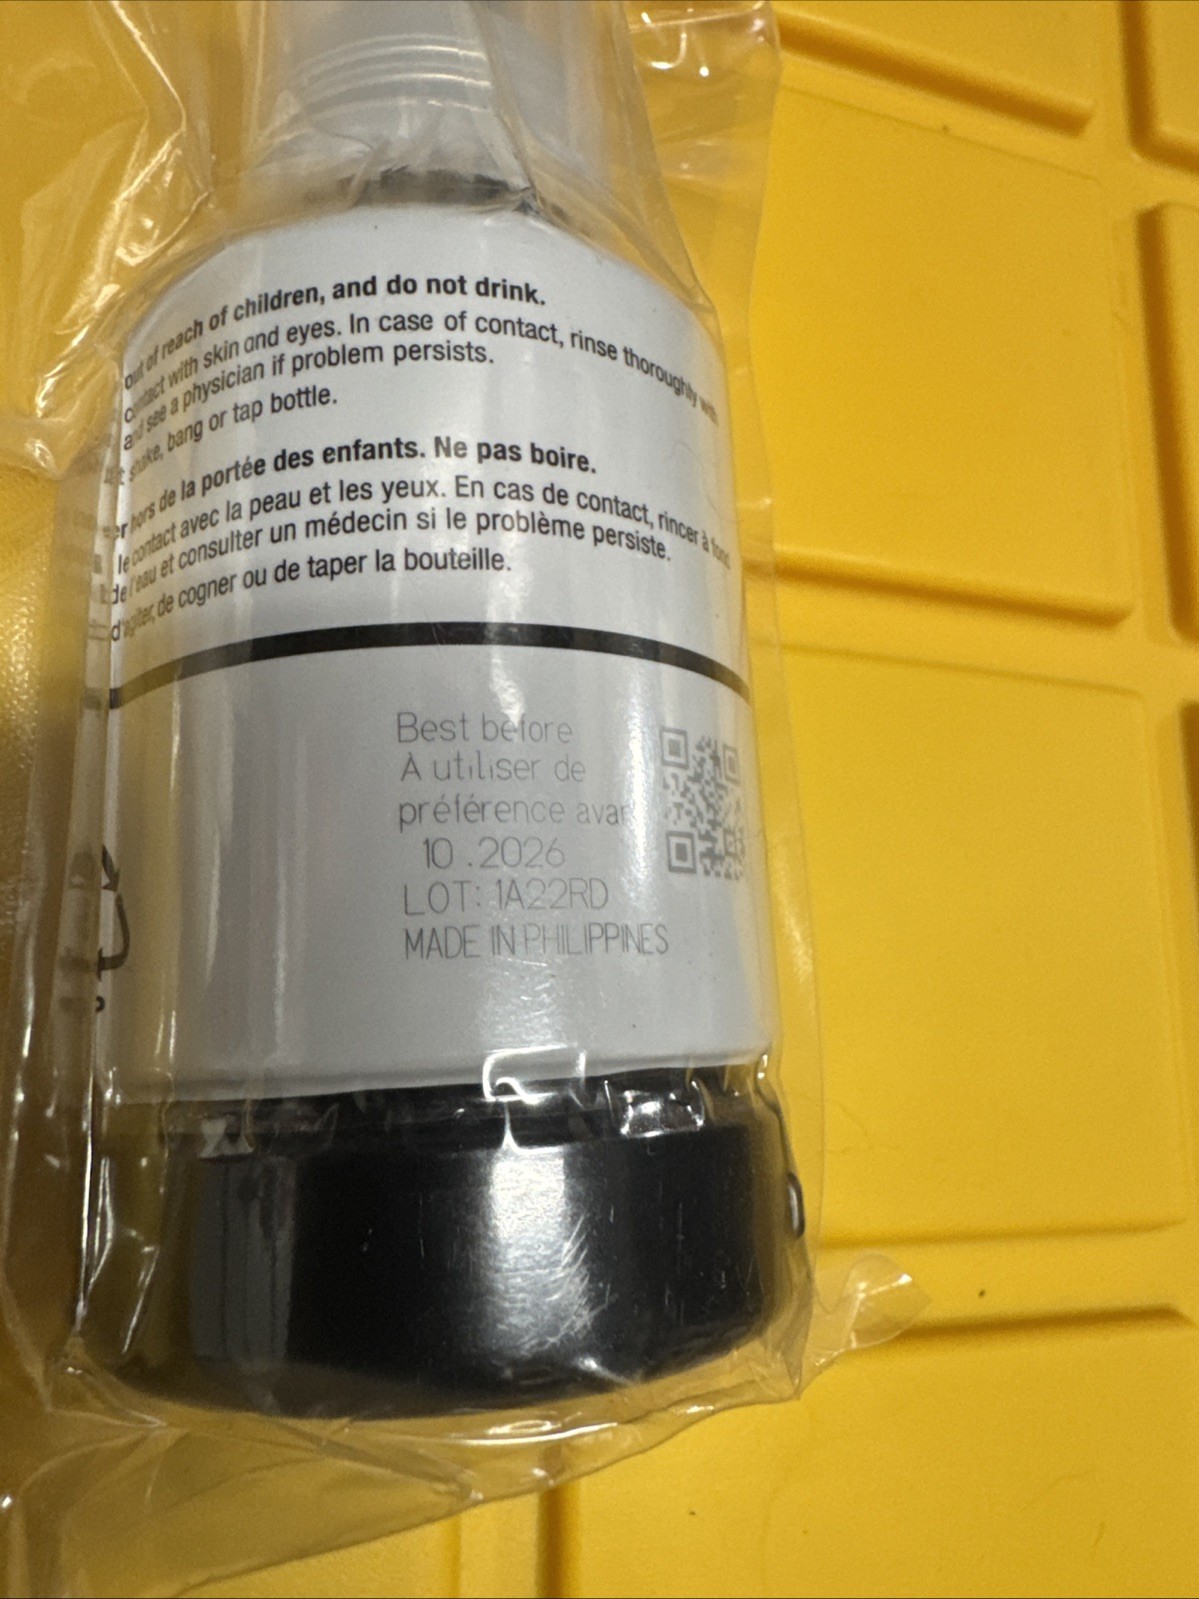 out of reach of children, and do not drink.
contact with skin and eyes. In case of contact, rinse thoroughly with
and see a physician if problem persists.
shake, bang or tap bottle.
hors de la portée des enfants. Ne pas boire.
le contact avec la peau et les yeux. En cas de contact, rincer à fond
de l'eau et consulter un médecin si le problème persiste.
d'agiter, de cogner ou de taper la bouteille.
Best before
À utiliser de
préférence avan
10 . 2026
LOT: 1A22RD
MADE IN PHILIPPINES